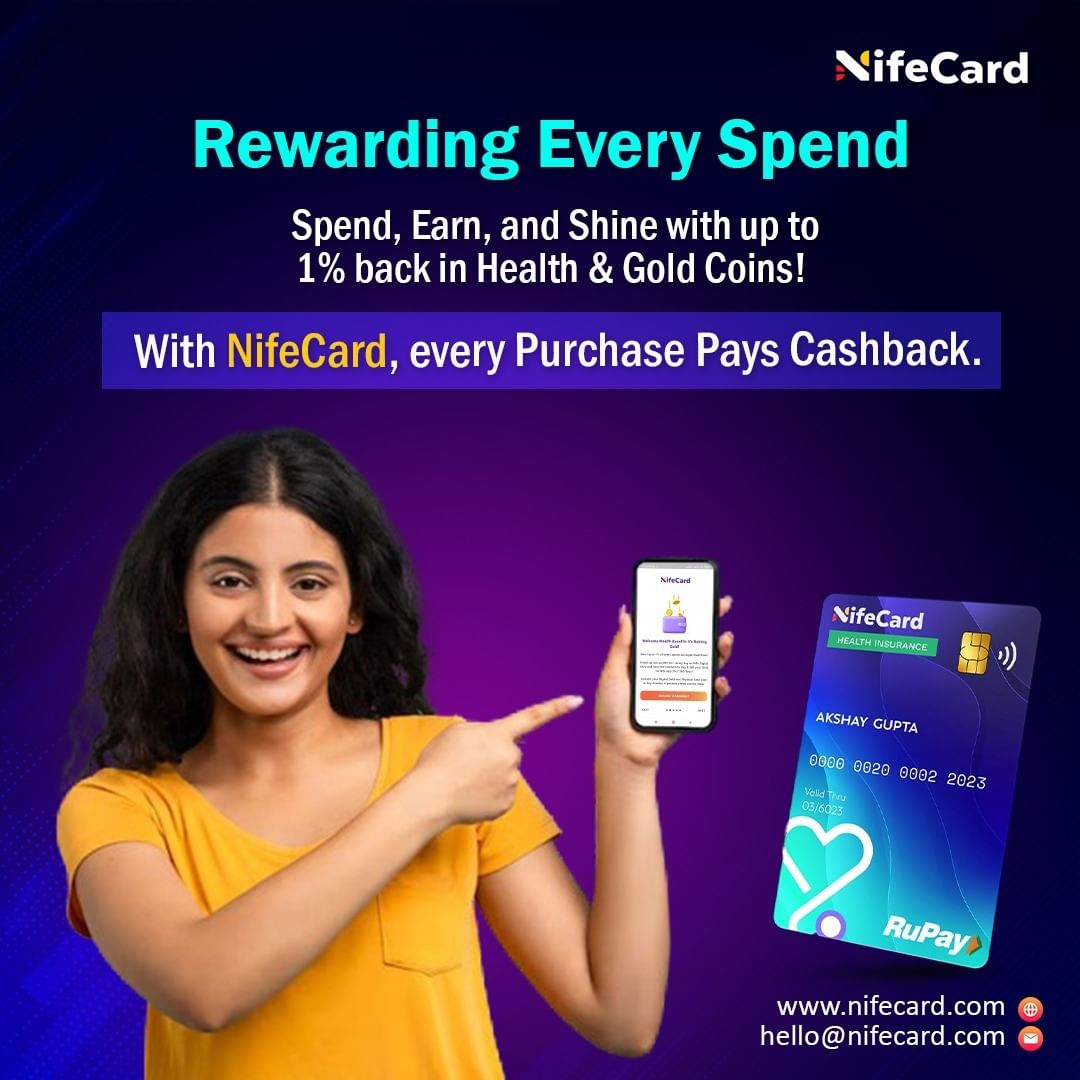 NifeCard
Rewarding Every Spend
Spend, Earn, and Shine with up to
1% back in Health & Gold Coins!
With NifeCard, every Purchase Pays Cashback.
NifeCard
NifeCard
HEALTH INSURANCE
AKSHAY GUPTA
0000 0020 0002 2023
Valid Thru
03/6023
RuPay
www.nifecard.com
hello@nifecard.com